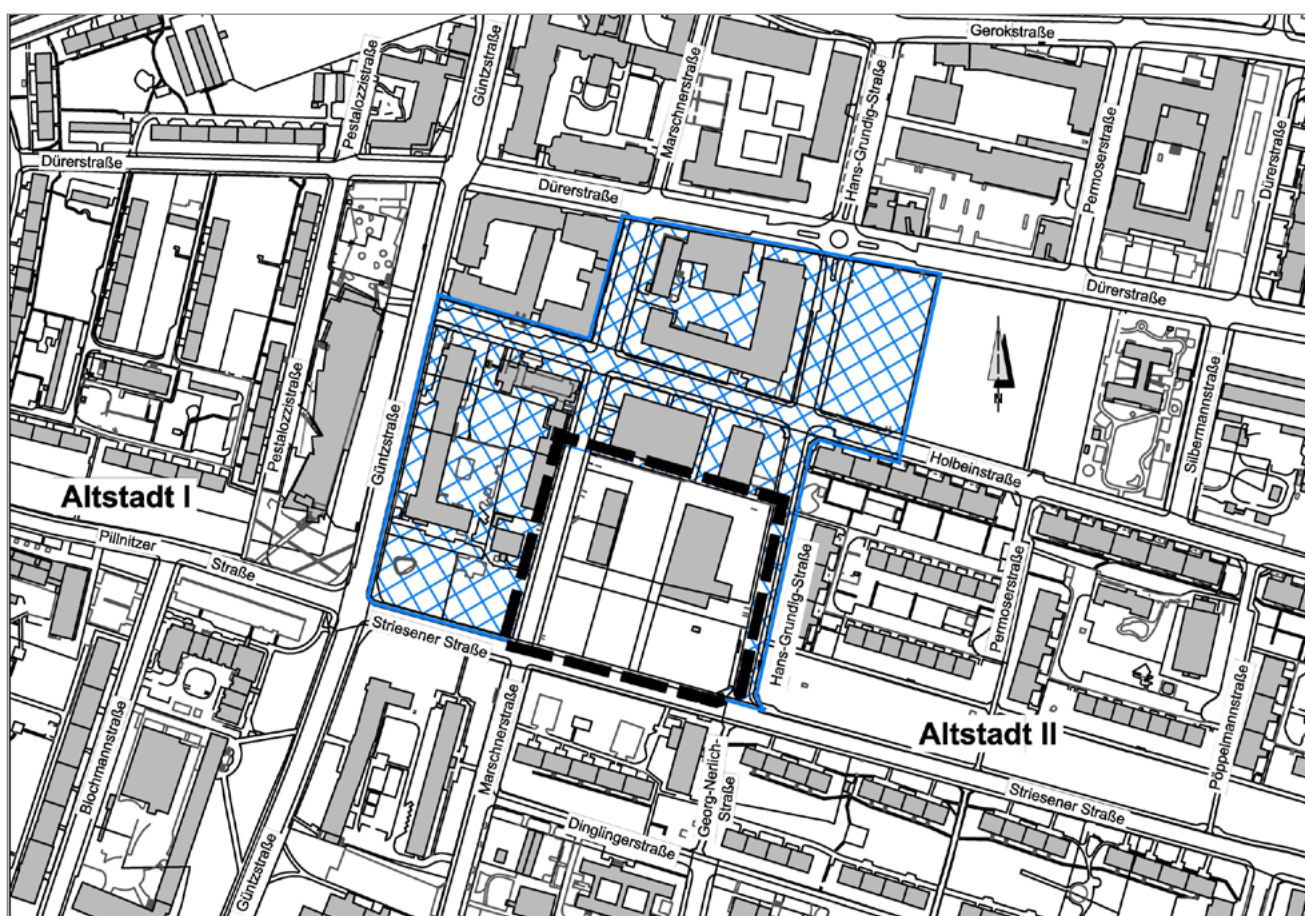 Gerokstraße
Güntzstraße
Marschnerstraße
Pestalozzistraße
Hans-Grundig-Straße
Permoserstraße
Dürerstraße
Dürerstraße
Dürerstraße
Dürerstraße
N
Silbermannstraße
Pestalozzistraße
Güntzstraße
Holbeinstraße
Altstadt I
Pillnitzer
Straße
Hans-Grundig-Straße
Permoserstraße
Striesener Straße
Marschnerstraße
Altstadt II
Pöppelmannstraße
Blochmannstraße
Georg-Nerlich-
Straße
Striesener Straße
Dinglingerstraße
Güntzstraße